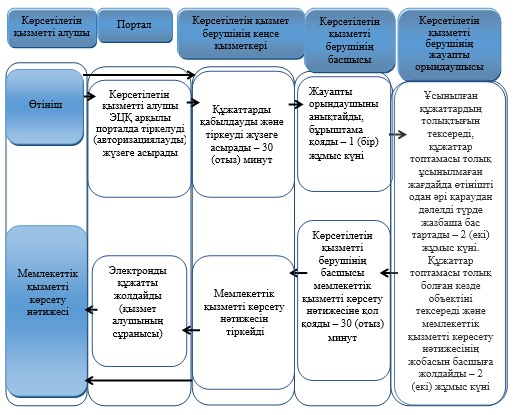 Көрсетілетін
қызметті алушы
Портал
Көрсетілетін қызмет
берушінің кеңсе
қызметкері
Көрсетілетін
қызметті
берушінің
басшысы
Көрсетілетін
қызметті
берушінің
жауапты
орындаушысы
Өтініш
Көрсетілетін
қызметті алушы
ЭЦҚ арқылы
порталда тіркелуді
(авторизациялауды)
жүзеге асырады
Құжаттарды
қабылдауды және
тіркеуді жүзеге
асырады – 30
(отыз) минут
Жауапты
орындаушыны
анықтайды,
бұрыштама
қояды – 1 (бір)
жұмыс күні
Ұсынылған
құжаттардың
толықтығын
тексереді,
құжаттар
топтамасы толық
ұсынылмаған
жағдайда өтінішті
одан әрі қараудан
дәлелді түрде
жазбаша бас
тартады – 2 (екі)
жұмыс күні.
Құжаттар
топтамасы толық
болған кезде
объектіні
тексереді және
мемлекеттік
қызметті көресету
нәтижесінің
жобасын басшыға
жолдайды – 2
(екі) жұмыс күні
Мемлекеттік
қызметті
көрсету
нәтижесі
Электронды
құжатты
жолдайды
(қызмет
алушының
сұранысы)
Мемлекеттік
қызметті көрсету
нәтижесін
тіркейді
Көрсетілетін
қызметті
берушінің
басшысы
мемлекеттік
қызметті көрсету
нәтижесіне қол
қояды – 30 (отыз)
минут